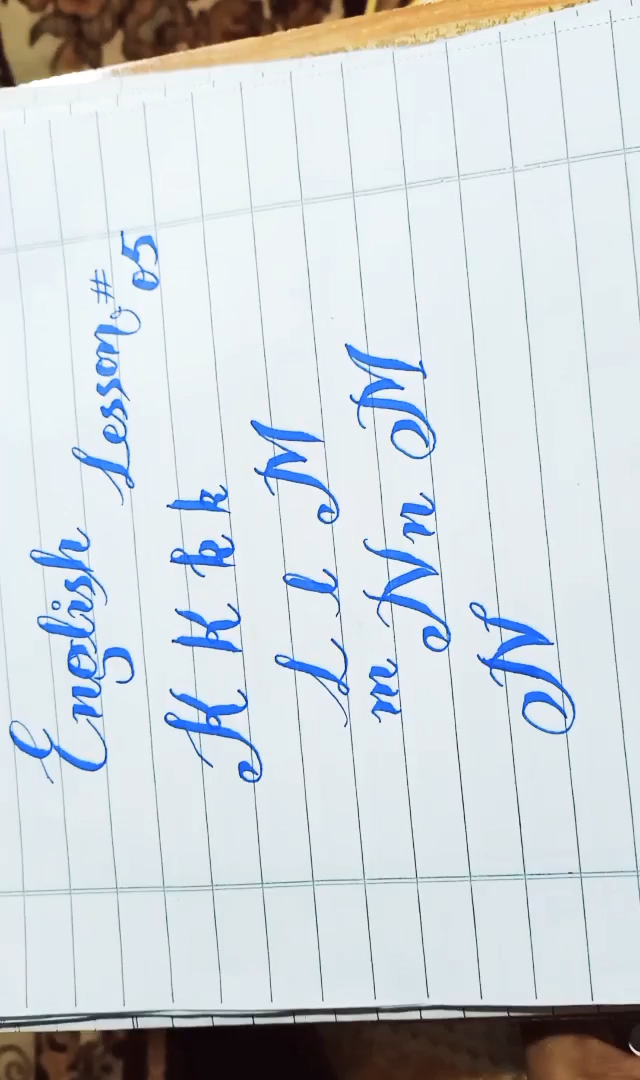 English
Lesson # 05
K K k k
L l M
m N n M
N